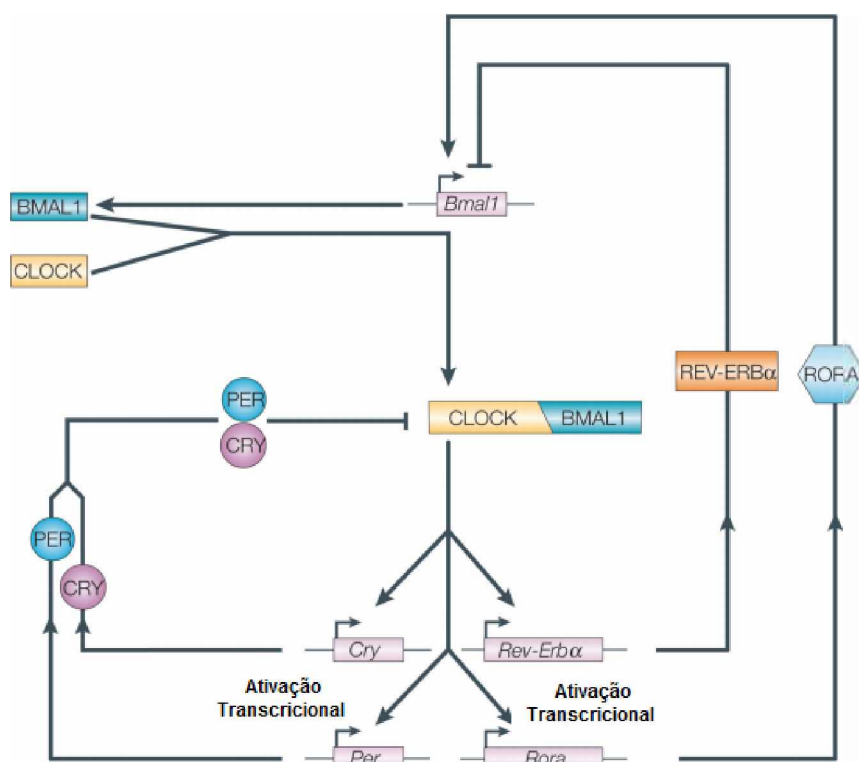 Bmal1
BMAL1
CLOCK
REV-ERBα
RORA
PER
CRY
CLOCK
BMAL1
PER
CRY
Cry
Rev-Erbα
Ativação
Transcricional
Ativação
Transcricional
Per
Rora